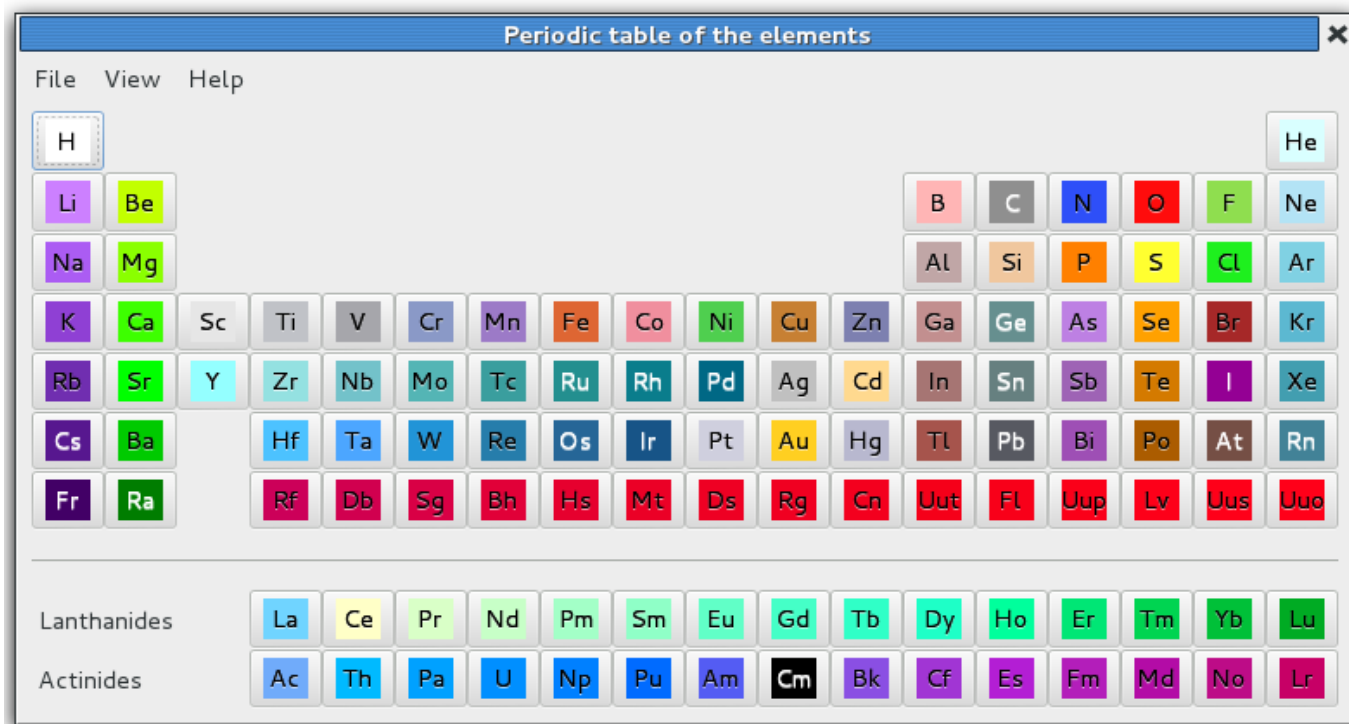 Periodic table of the elements
File View Help
H He
Li Be B C N O F Ne
Na Mg Al Si P S Cl Ar
K Ca Sc Ti V Cr Mn Fe Co Ni Cu Zn Ga Ge As Se Br Kr
Rb Sr Y Zr Nb Mo Tc Ru Rh Pd Ag Cd In Sn Sb Te I Xe
Cs Ba Hf Ta W Re Os Ir Pt Au Hg Tl Pb Bi Po At Rn
Fr Ra Rf Db Sg Bh Hs Mt Ds Rg Cn Uut Fl Uup Lv Uus Uuo
Lanthanides La Ce Pr Nd Pm Sm Eu Gd Tb Dy Ho Er Tm Yb Lu
Actinides Ac Th Pa U Np Pu Am Cm Bk Cf Es Fm Md No Lr